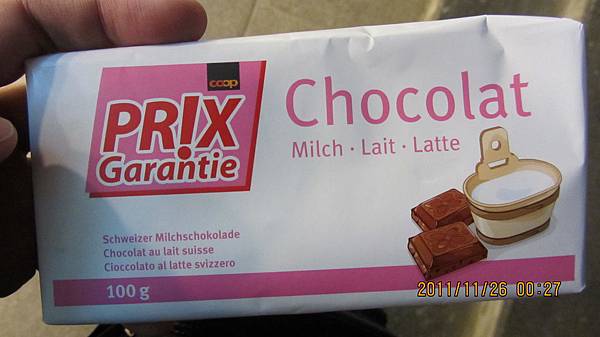 coop
PR!X
Garantie
Chocolat
Milch · Lait · Latte
Schweizer Milchschokolade
Chocolat au lait suisse
Cioccolato al latte svizzero
100 g
2011/11/26 00:27